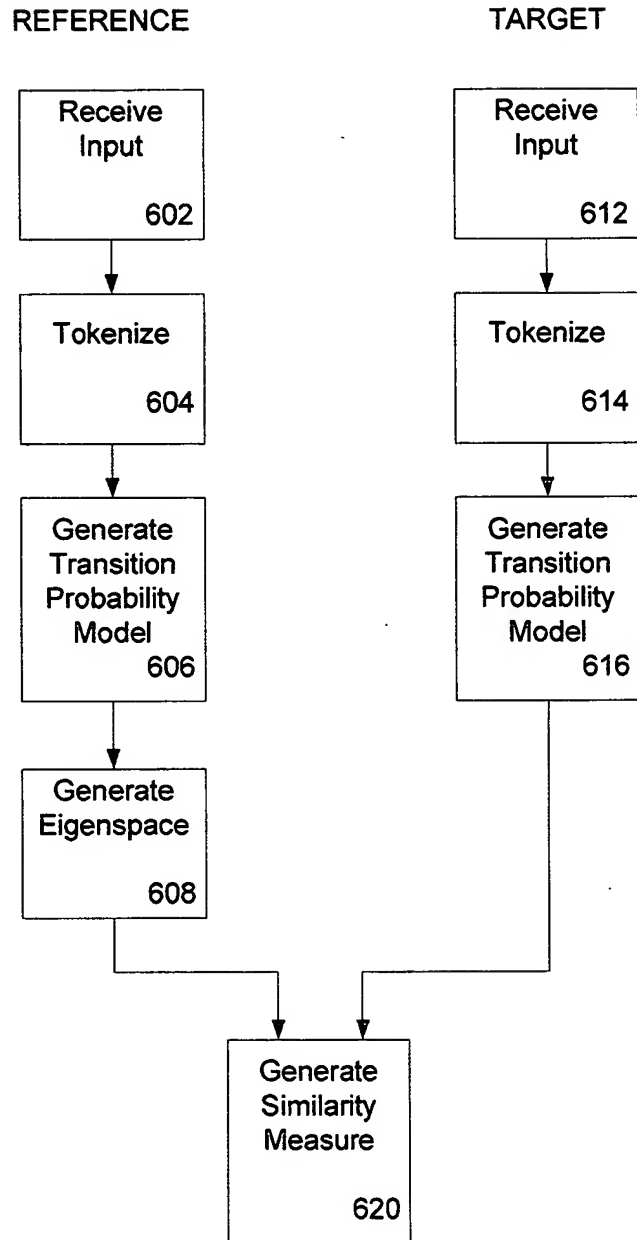 REFERENCE
TARGET
Receive
Input
602
Receive
Input
612
Tokenize
604
Tokenize
614
Generate
Transition
Probability
Model
606
Generate
Transition
Probability
Model
616
Generate
Eigenspace
608
Generate
Similarity
Measure
620